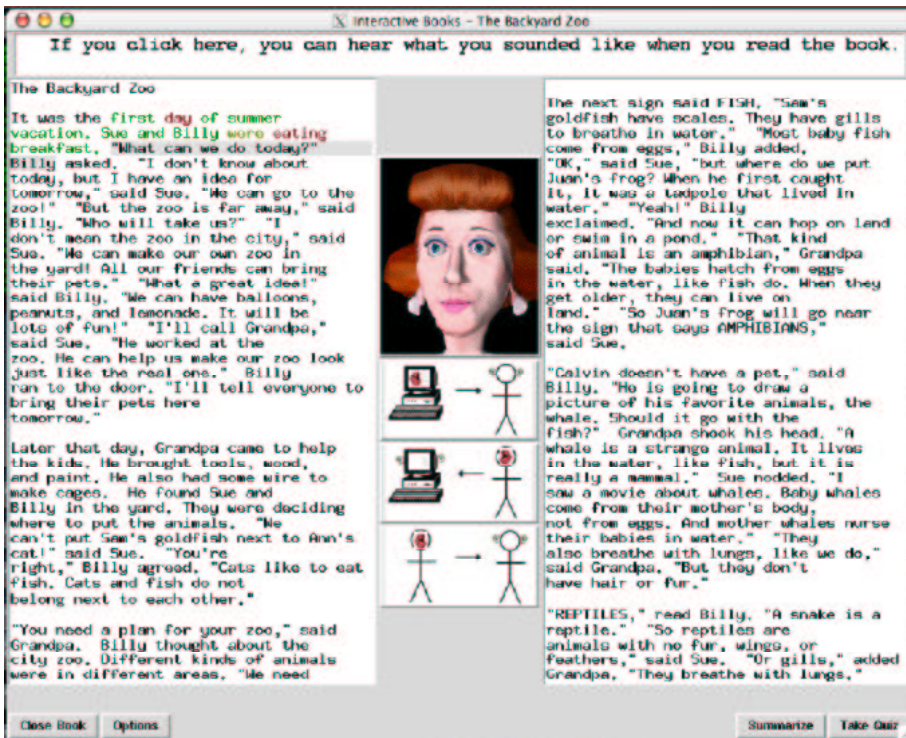 X Interactive Books - The Backyard Zoo
If you click here, you can hear what you sounded like when you read the book.
The Backyard Zoo
It was the first day of summer
vacation. Sue and Billy were eating
breakfast. "What can we do today?"
Billy asked. "I don't know about
today, but I have an idea for
tomorrow," said Sue. "We can go to the
zoo!" "But the zoo is far away," said
Billy. "Who will take us?" "I
don't mean the zoo in the city," said
Sue. "We can make our own zoo in
the yard! All our friends can bring
their pets." "What a great idea!"
said Billy. "We can have balloons,
peanuts, and lemonade. It will be
lots of fun!" "I'll call Grandpa,"
said Sue. "He worked at the
zoo. He can help us make our zoo look
just like the real one." Billy
ran to the door. "I'll tell everyone to
bring their pets here
tomorrow."
Later that day, Grandpa came to help
the kids. He brought tools, wood,
and paint. He also had some wire to
make cages. He found Sue and
Billy in the yard. They were deciding
where to put the animals. "We
can't put Sam's goldfish next to Ann's
cat!" said Sue. "You're
right," Billy agreed. "Cats like to eat
fish. Cats and fish do not
belong next to each other."
"You need a plan for your zoo," said
Grandpa. Billy thought about the
city zoo. Different kinds of animals
were in different areas. "We need
The next sign said FISH. "Sam's
goldfish have scales. They have gills
to breathe in water." "Most baby fish
come from eggs," Billy added.
"OK," said Sue, "but where do we put
Juan's frog? When he first caught
it, it was a tadpole that lived in
water." "Yeah!" Billy
exclaimed. "And now it can hop on land
or swim in a pond." "That kind
of animal is an amphibian," Grandpa
said. "The babies hatch from eggs
in the water, like fish do. When they
get older, they can live on
land." "So Juan's frog will go near
the sign that says AMPHIBIANS,"
said Sue.
"Calvin doesn't have a pet," said
Billy. "He is going to draw a
picture of his favorite animals, the
whale. Should it go with the
fish?" Grandpa shook his head. "A
whale is a strange animal. It lives
in the water, like fish, but it is
really a mammal." Sue nodded. "I
saw a movie about whales. Baby whales
come from their mother's body,
not from eggs. And mother whales nurse
their babies in water." "They
also breathe with lungs, like we do,"
said Grandpa. "But they don't
have hair or fur."
"REPTILES," read Billy. "A snake is a
reptile." "So reptiles are
animals with no fur, wings, or
feathers," said Sue. "Or gills," added
Grandpa. "They breathe with lungs."
Close Book Options Summarize Take Quiz